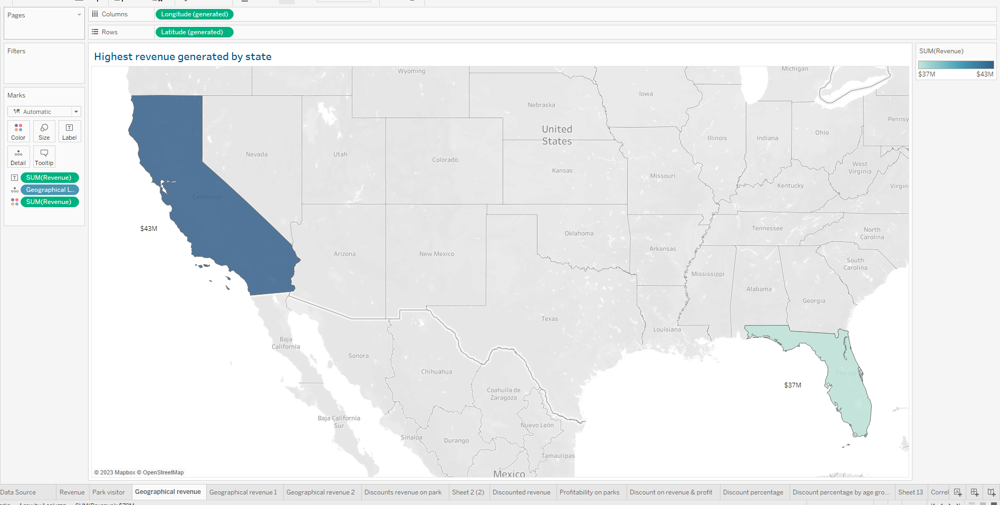 Pages
Columns
Longitude (generated)
Rows
Latitude (generated)
Filters
Marks
Automatic
Color
Size
Label
Detail
Tooltip
SUM(Revenue)
Geographical L..
SUM(Revenue)
Highest revenue generated by state
SUM(Revenue)
$37M
$43M
Wyoming
Michigan
Iowa
Nebraska
Pennsy
United
States
Ohio
Illinois
Indiana
Nevada
Utah
Colorado
Kansas
Missouri
West
Virginia
Kentucky
Virgini
California
$43M
Oklahoma
Tennessee
North
Carolina
Arizona
New Mexico
Arkansas
South
Carolina
Mississippi
Alabama
Georgia
Texas
Louisiana
Baja
California
Sonora
Chihuahua
Florida
$37M
Coahuila de
Zaragoza
Baja California
Sur
Nuevo León
Sinaloa
Durango
Tamaulipas
Mexico
© 2023 Mapbox © OpenStreetMap
Data Source
Revenue
Park visitor
Geographical revenue
Geographical revenue 1
Geographical revenue 2
Discounts revenue on park
Sheet 2 (2)
Discounted revenue
Profitability on parks
Discount on revenue & profit
Discount percentage
Discount percentage by age gro...
Sheet 13
Correl